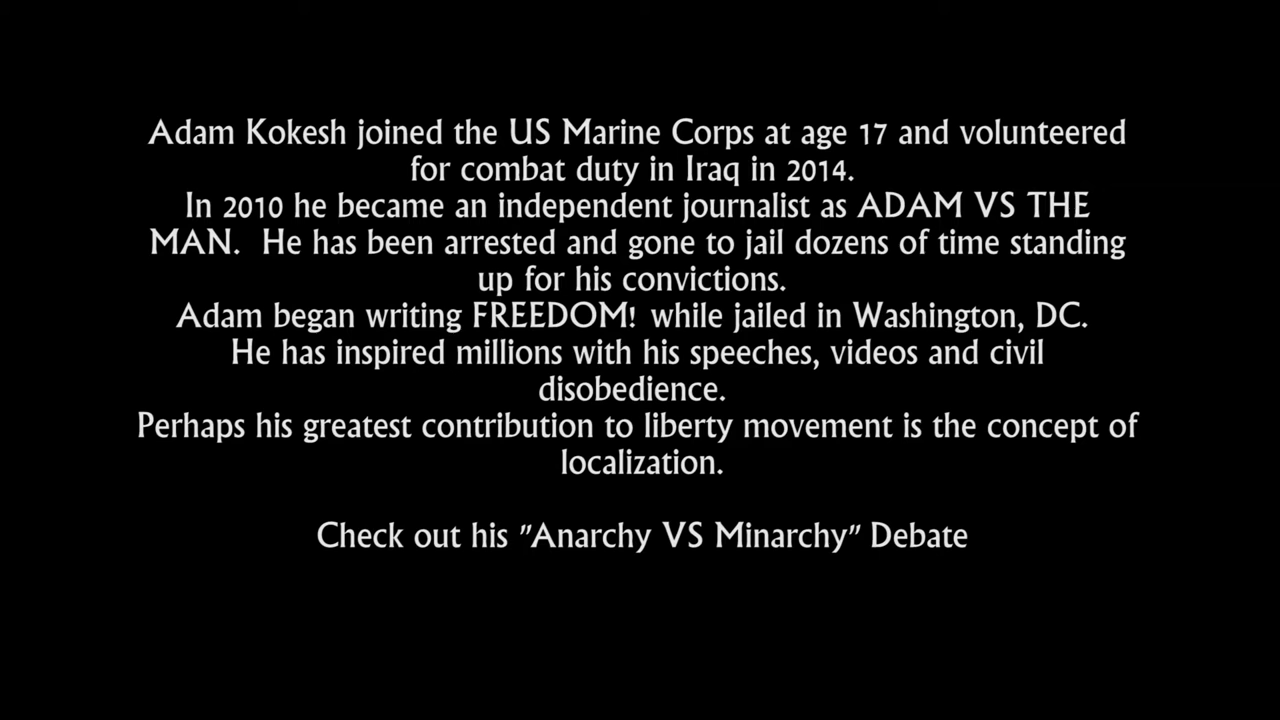 Adam Kokesh joined the US Marine Corps at age 17 and volunteered
for combat duty in Iraq in 2014.
In 2010 he became an independent journalist as ADAM VS THE
MAN.  He has been arrested and gone to jail dozens of time standing
up for his convictions.
Adam began writing FREEDOM! while jailed in Washington, DC.
He has inspired millions with his speeches, videos and civil
disobedience.
Perhaps his greatest contribution to liberty movement is the concept of
localization.
Check out his "Anarchy VS Minarchy" Debate